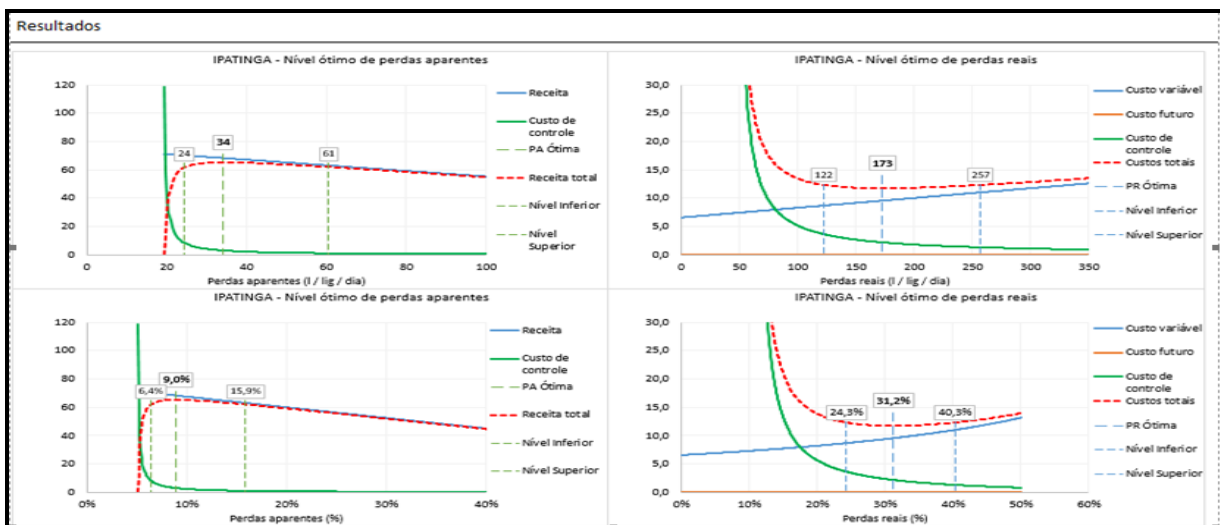 Resultados
IPATINGA - Nível ótimo de perdas aparentes
120
100
80
60
40
20
0
24
34
61
0
20
40
60
80
100
Perdas aparentes (l / lig / dia)
Receita
Custo de
controle
PA Ótima
Receita total
Nível Inferior
Nível
Superior
IPATINGA - Nível ótimo de perdas reais
30,0
25,0
20,0
15,0
10,0
5,0
0,0
122
173
257
0
50
100
150
200
250
300
350
Perdas reais (l / lig / dia)
Custo variável
Custo futuro
Custo de
controle
Custos totais
PR Ótima
Nível Inferior
Nível Superior
IPATINGA - Nível ótimo de perdas aparentes
120
100
80
60
40
20
0
6,4%
9,0%
15,9%
0%
10%
20%
30%
40%
Perdas aparentes (%)
Receita
Custo de
controle
PA Ótima
Receita total
Nível Inferior
Nível Superior
IPATINGA - Nível ótimo de perdas reais
30,0
25,0
20,0
15,0
10,0
5,0
0,0
24,3%
31,2%
40,3%
0%
10%
20%
30%
40%
50%
60%
Perdas reais (%)
Custo variável
Custo futuro
Custo de
controle
Custos totais
PR Ótima
Nível Inferior
Nível Superior